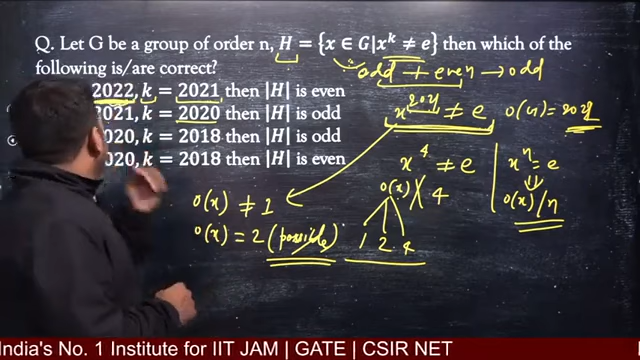 Q. Let G be a group of order n, H = {x ∈ G|x^k ≠ e} then which of the
following is/are correct?
2022, k = 2021 then |H| is even
2021, k = 2020 then |H| is odd
020, k = 2018 then |H| is odd
020, k = 2018 then |H| is even
odd + even → odd
x^2021 ≠ e
o(x) = 2021
x^4 ≠ e
o(x) ∤ 4
1 2 4
x^n = e
⇓
o(x)/n
o(x) ≠ 1
o(x) = 2 (possible)
India's No. 1 Institute for IIT JAM | GATE | CSIR NET